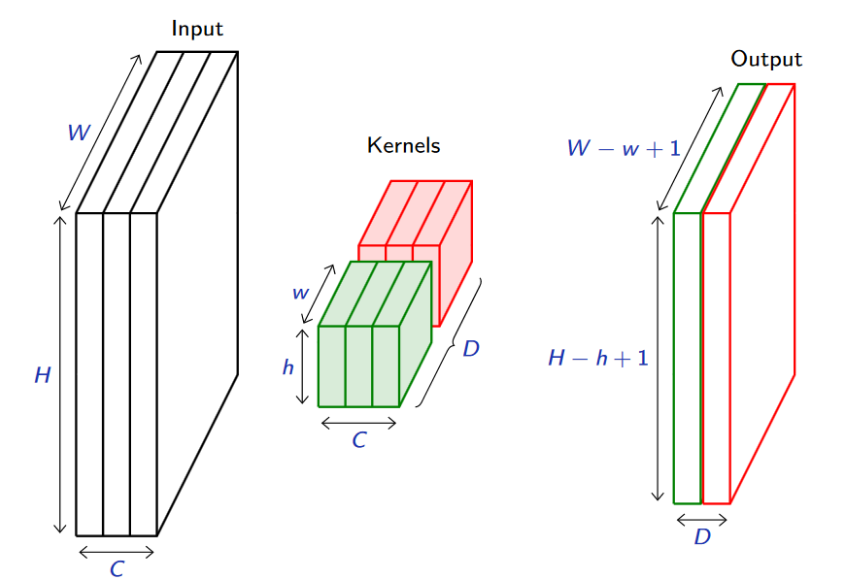 Input
W
H
C
Kernels
w
h
C
D
Output
W − w + 1
H − h + 1
D